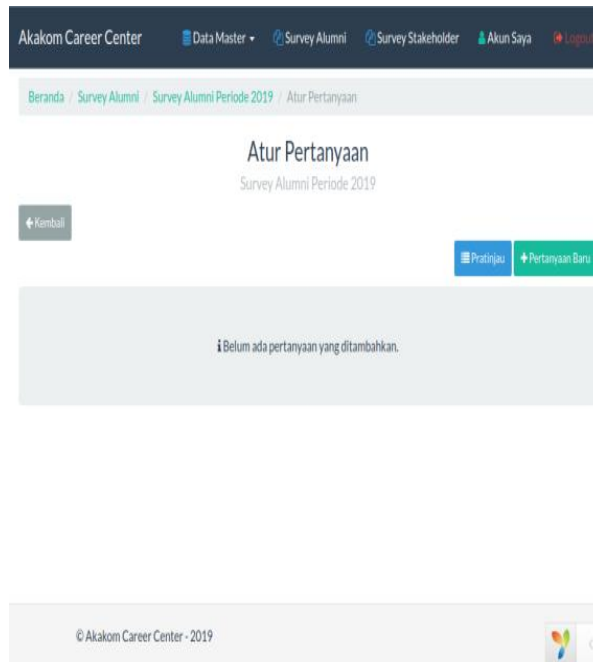 Akakom Career Center Data Master Survey Alumni Survey Stakeholder Akun Saya Logout
Beranda / Survey Alumni / Survey Alumni Periode 2019 / Atur Pertanyaan
Atur Pertanyaan
Survey Alumni Periode 2019
Kembali
Pratinjau Pertanyaan Baru
Belum ada pertanyaan yang ditambahkan.
© Akakom Career Center - 2019